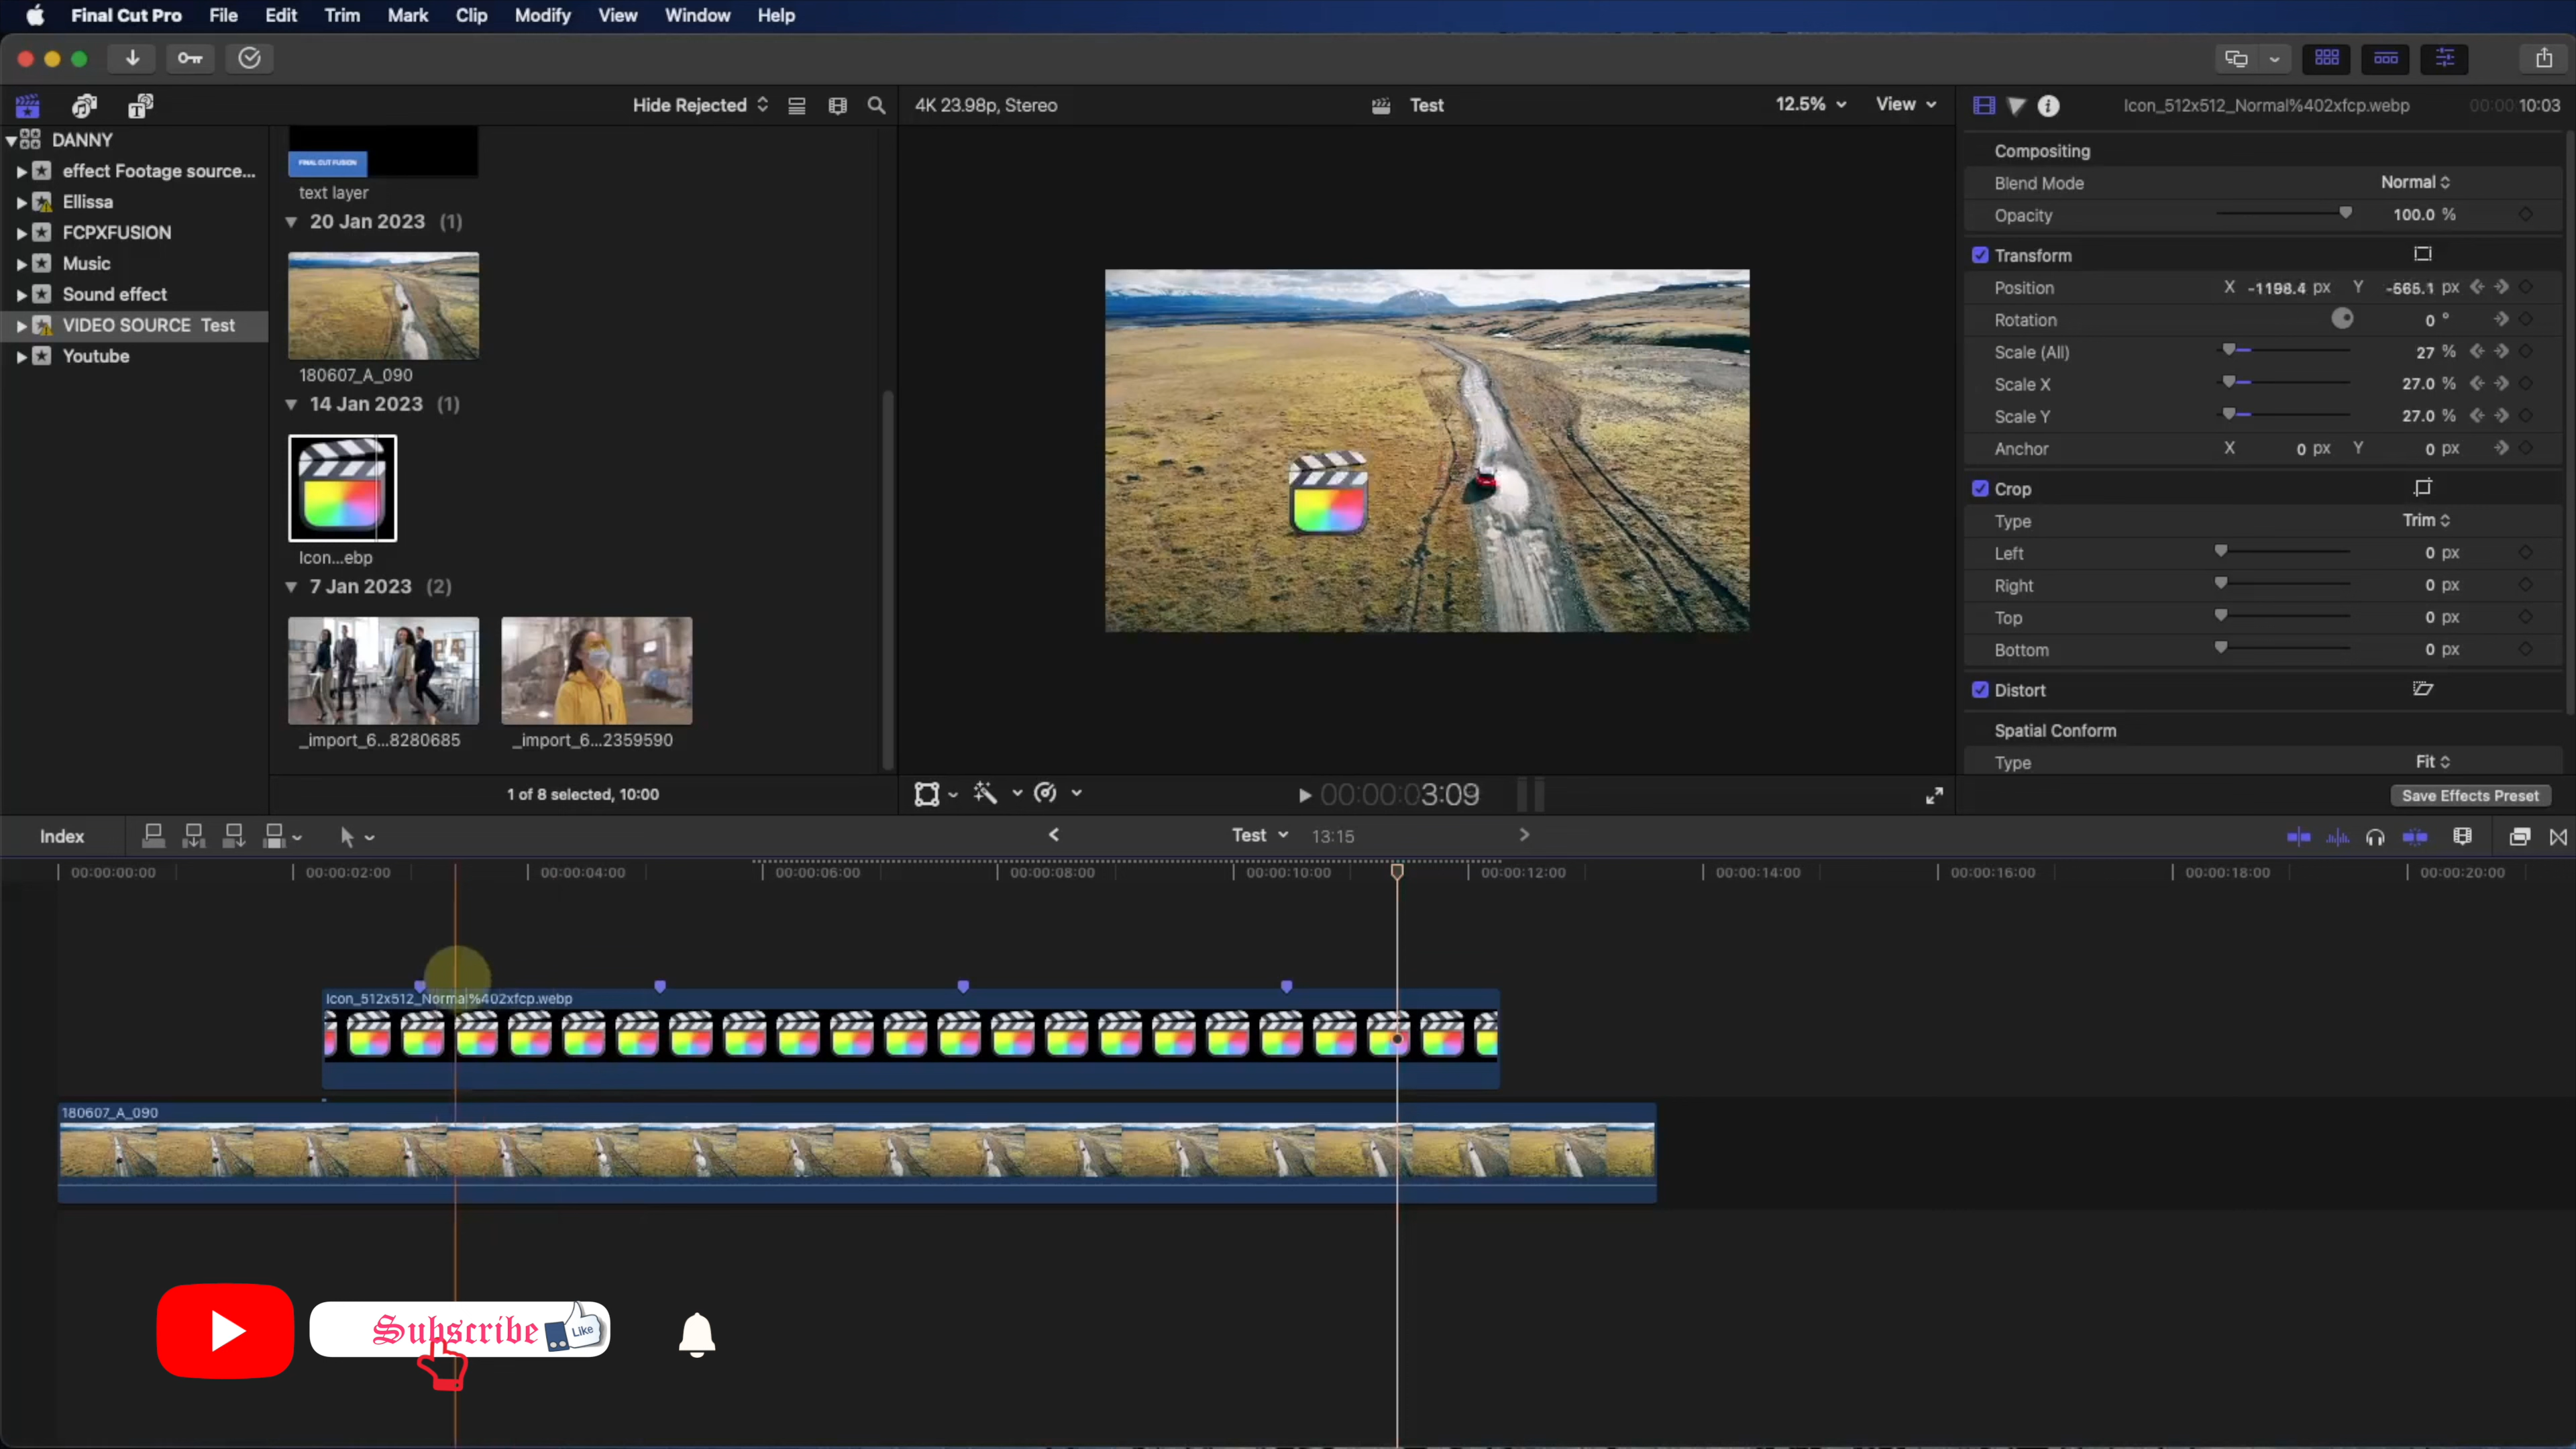 Final Cut Pro File Edit Trim Mark Clip Modify View Window Help
Hide Rejected
4K 23.98p, Stereo
Test
12.5%
View
Icon_512x512_Normal%402xfcp.webp
00:00:10:03
DANNY
effect Footage source...
Ellissa
FCPXFUSION
Music
Sound effect
VIDEO SOURCE Test
Youtube
FINAL CUT FUSION
text layer
20 Jan 2023 (1)
180607_A_090
14 Jan 2023 (1)
Icon...ebp
7 Jan 2023 (2)
_import_6...8280685
_import_6...2359590
1 of 8 selected, 10:00
Compositing
Blend Mode Normal
Opacity 100.0 %
Transform
Position X -1198.4 px Y -565.1 px
Rotation 0 °
Scale (All) 27 %
Scale X 27.0 %
Scale Y 27.0 %
Anchor X 0 px Y 0 px
Crop
Type Trim
Left 0 px
Right 0 px
Top 0 px
Bottom 0 px
Distort
Spatial Conform
Type Fit
00:00:03:09
Save Effects Preset
Index
Test 13:15
00:00:00:00 00:00:02:00 00:00:04:00 00:00:06:00 00:00:08:00 00:00:10:00 00:00:12:00 00:00:14:00 00:00:16:00 00:00:18:00 00:00:20:00
Icon_512x512_Normal%402xfcp.webp
180607_A_090
Subscribe Like